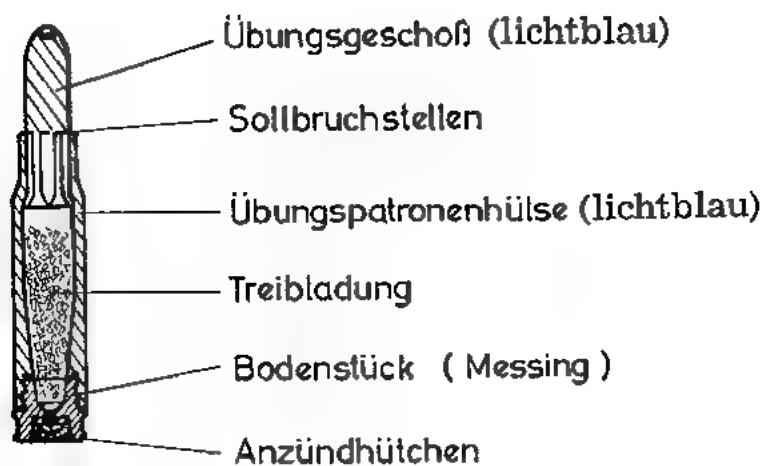 Übungsgeschoß (lichtblau)
Sollbruchstellen
Übungspatronenhülse (lichtblau)
Treibladung
Bodenstück ( Messing )
Anzündhütchen